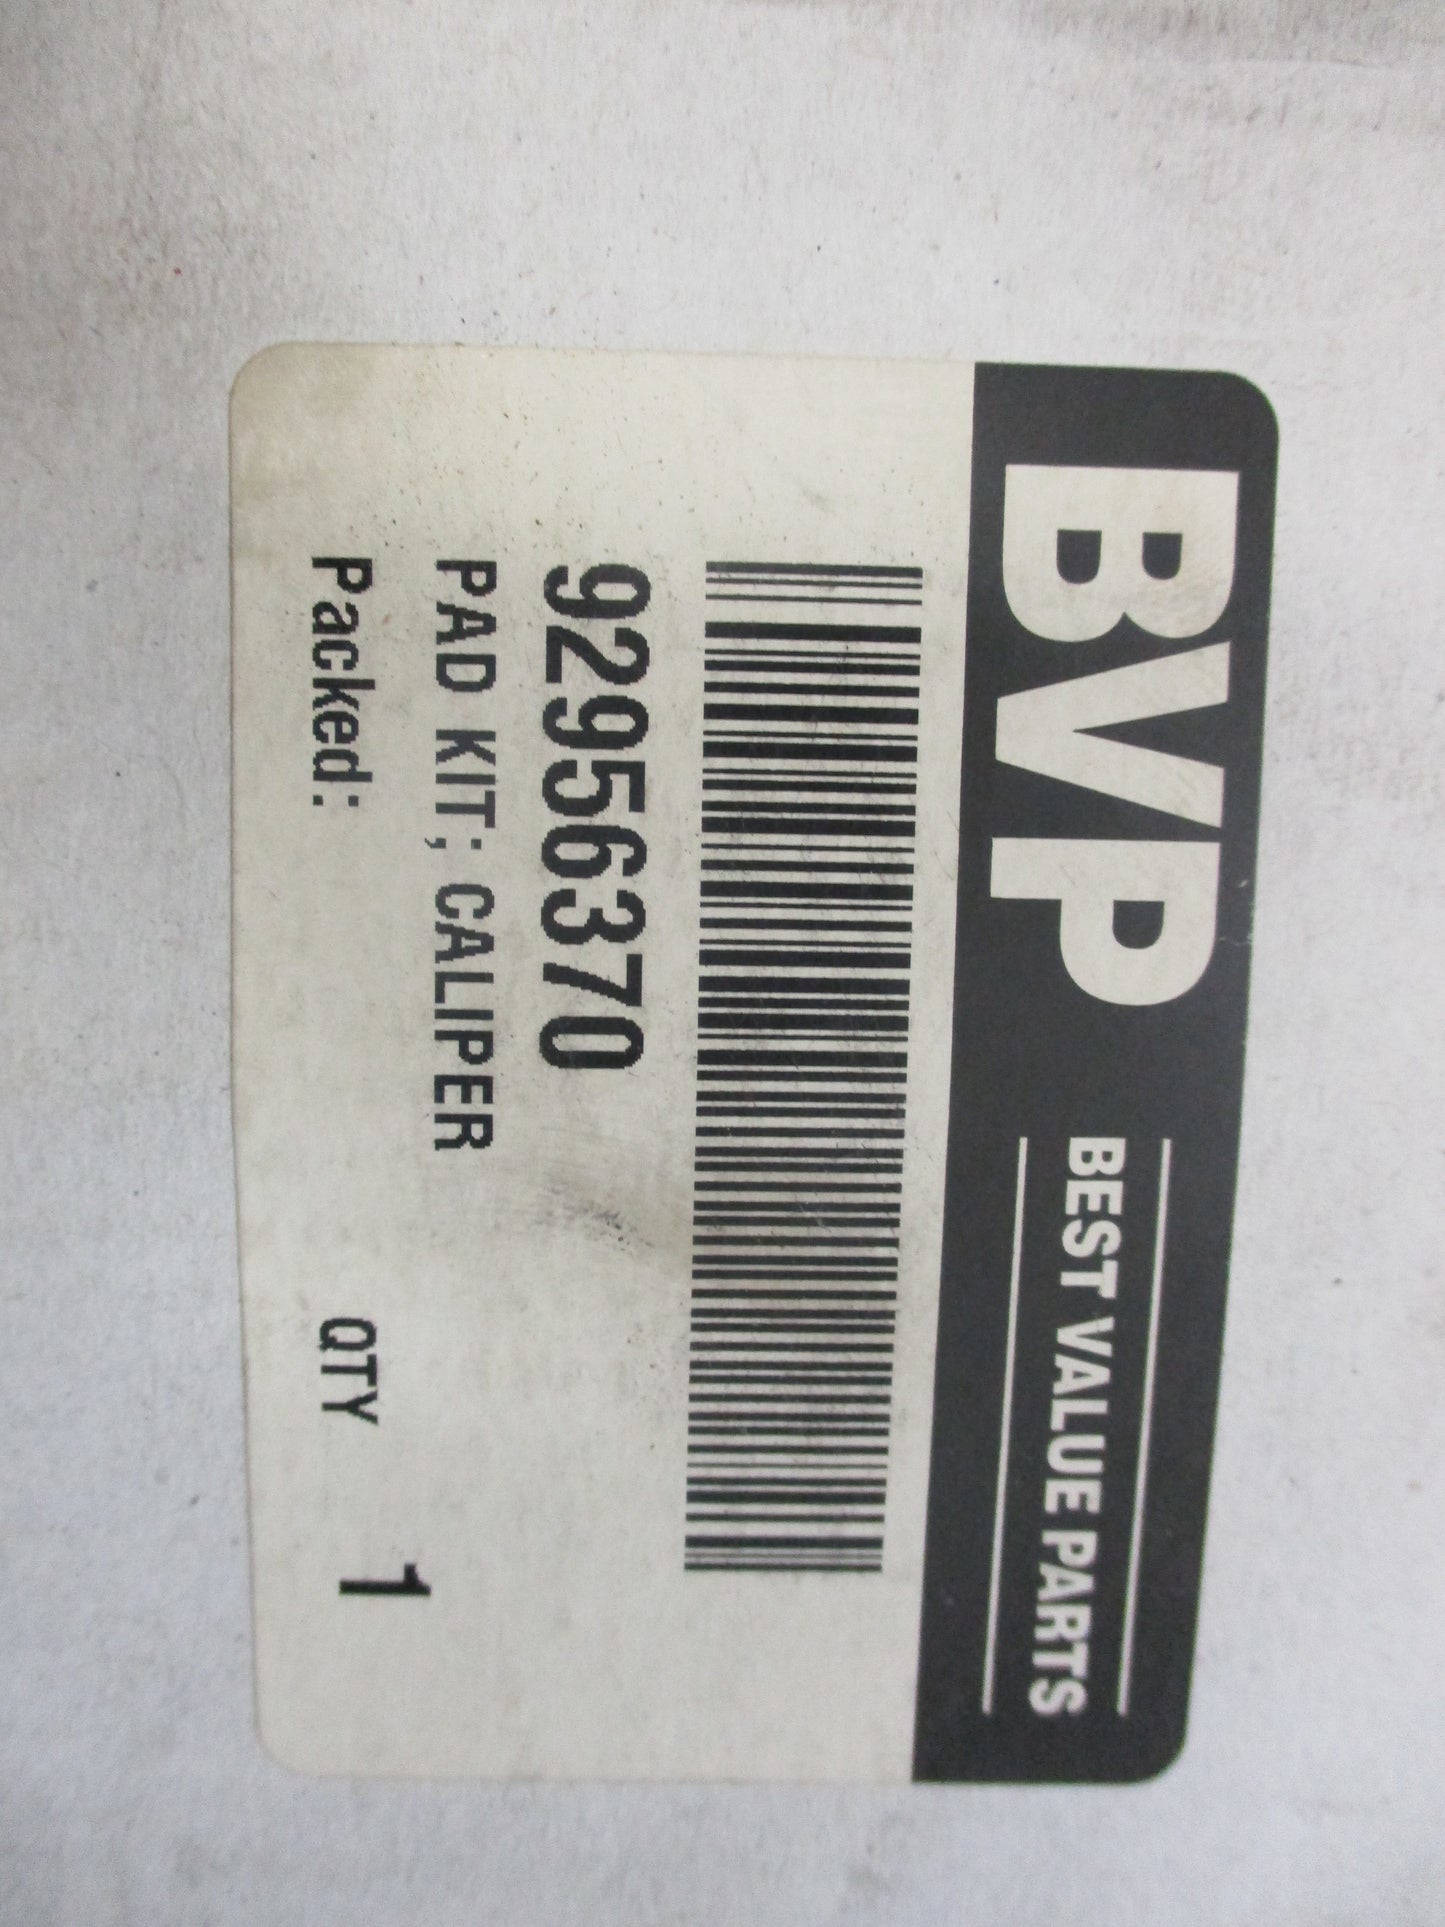 BVP
BEST VALUE PARTS
92956370
PAD KIT; CALIPER
Packed:
QTY 1